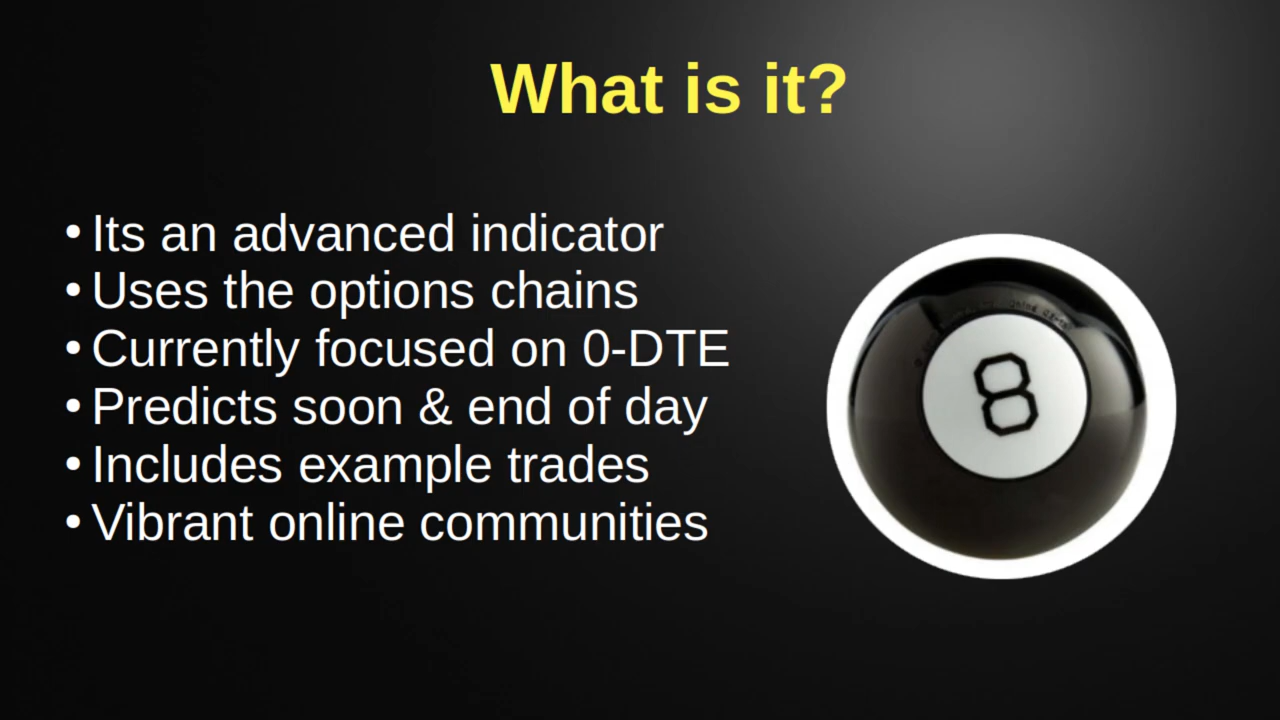 What is it?
• Its an advanced indicator
• Uses the options chains
• Currently focused on 0-DTE
• Predicts soon & end of day
• Includes example trades
• Vibrant online communities
8